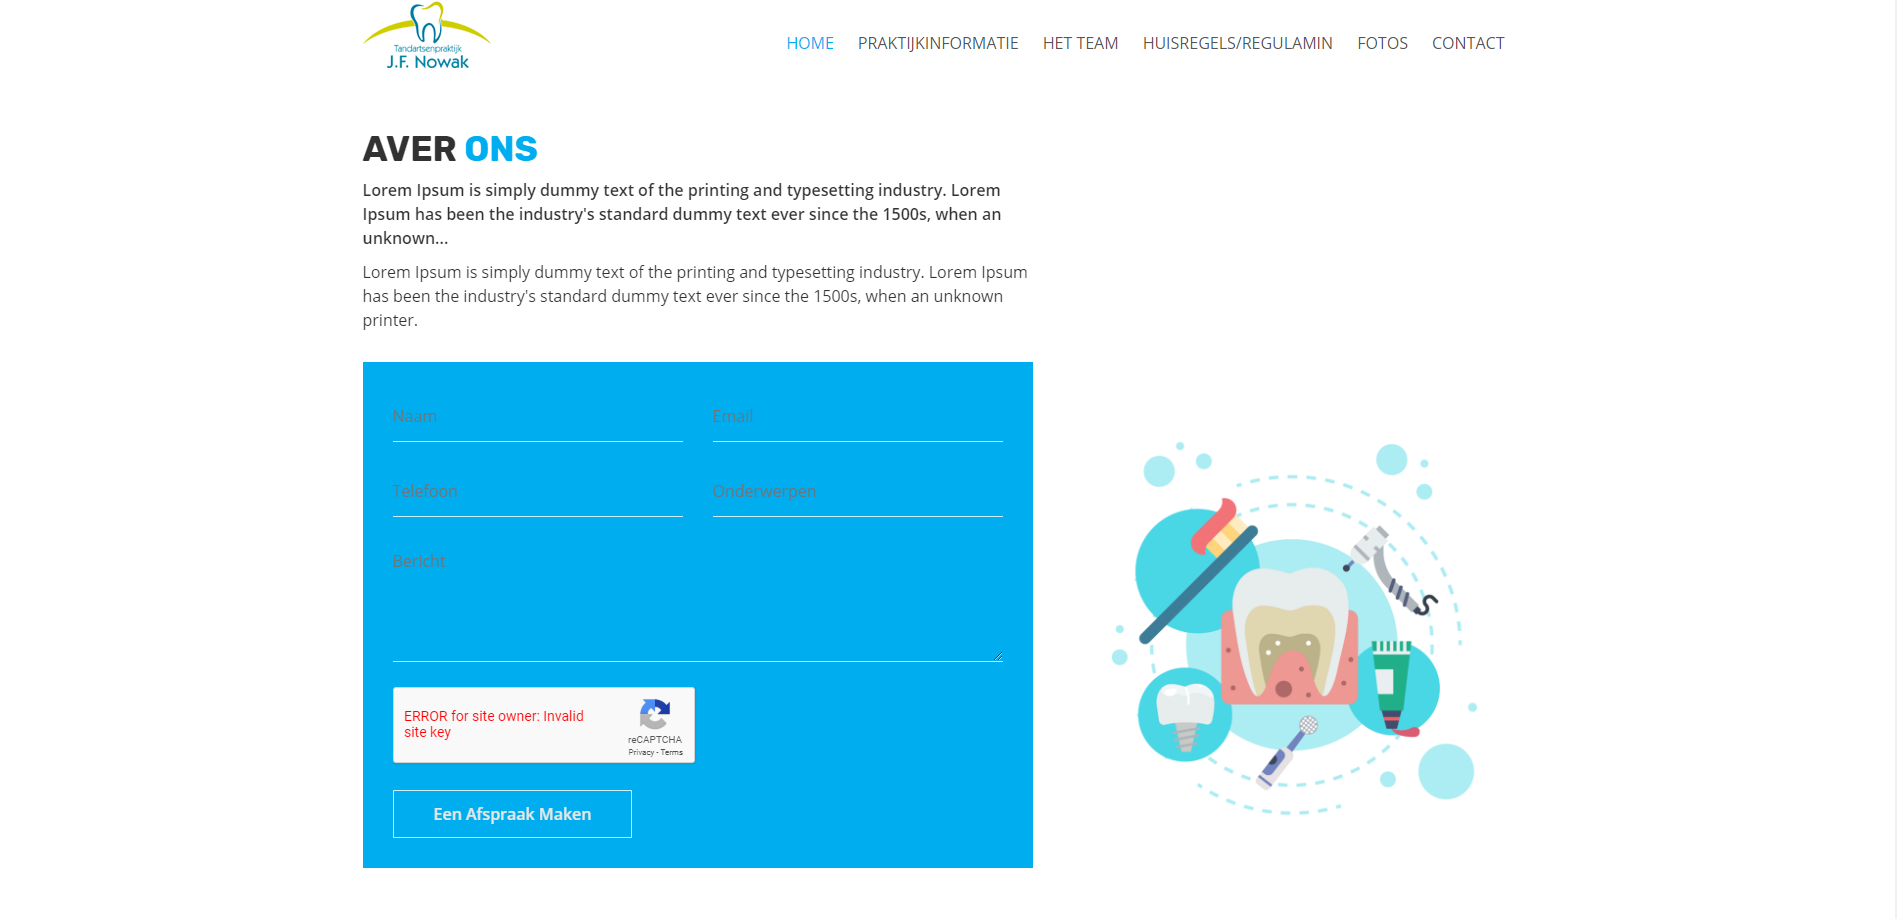 Tandartsenpraktijk
J.F. Nowak
HOME PRAKTIJKINFORMATIE HET TEAM HUISREGELS/REGULAMIN FOTOS CONTACT
AVER ONS
Lorem Ipsum is simply dummy text of the printing and typesetting industry. Lorem
Ipsum has been the industry's standard dummy text ever since the 1500s, when an
unknown...
Lorem Ipsum is simply dummy text of the printing and typesetting industry. Lorem Ipsum
has been the industry's standard dummy text ever since the 1500s, when an unknown
printer.
Naam Email
Telefoon Onderwerpen
Bericht
ERROR for site owner: Invalid
site key
reCAPTCHA
Privacy - Terms
Een Afspraak Maken